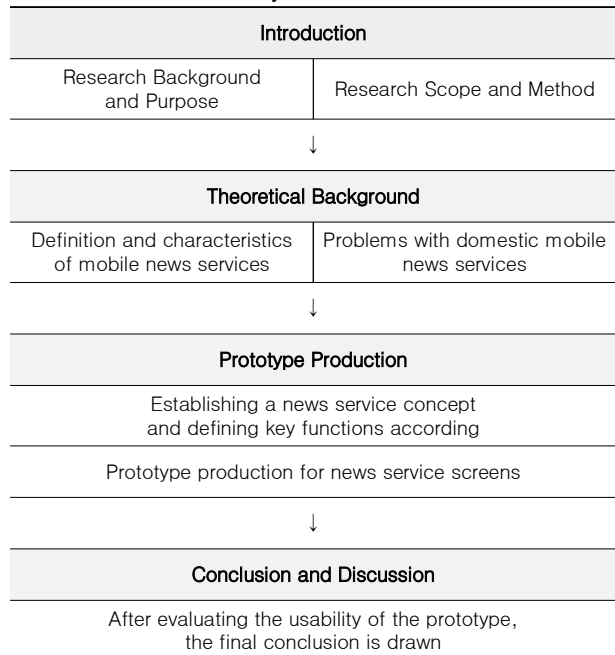 Introduction
Research Background
and Purpose
Research Scope and Method
↓
Theoretical Background
Definition and characteristics
of mobile news services
Problems with domestic mobile
news services
↓
Prototype Production
Establishing a news service concept
and defining key functions according
Prototype production for news service screens
↓
Conclusion and Discussion
After evaluating the usability of the prototype,
the final conclusion is drawn